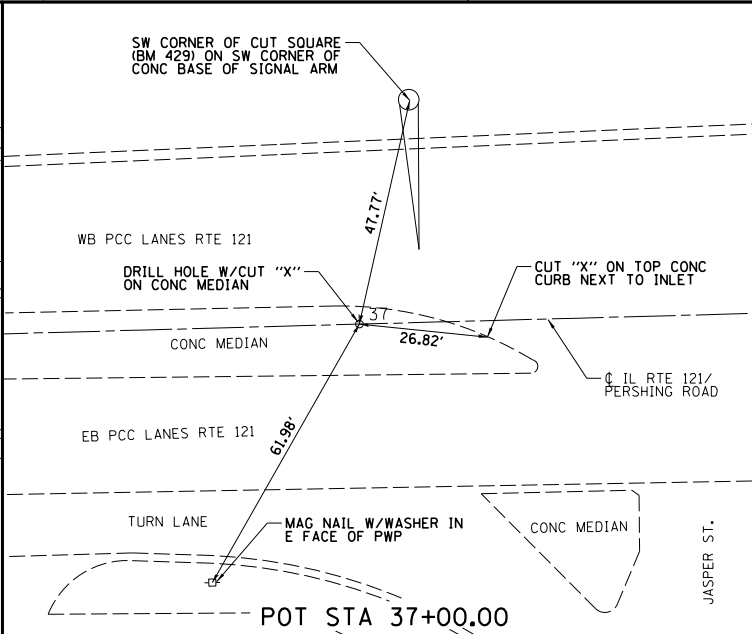 SW CORNER OF CUT SQUARE
(BM 429) ON SW CORNER OF
CONC BASE OF SIGNAL ARM
47.77'
WB PCC LANES RTE 121
DRILL HOLE W/CUT "X"
ON CONC MEDIAN
CUT "X" ON TOP CONC
CURB NEXT TO INLET
37
26.82'
CONC MEDIAN
℄ IL RTE 121/
PERSHING ROAD
61.98'
EB PCC LANES RTE 121
TURN LANE
MAG NAIL W/WASHER IN
E FACE OF PWP
CONC MEDIAN
JASPER ST.
POT STA 37+00.00